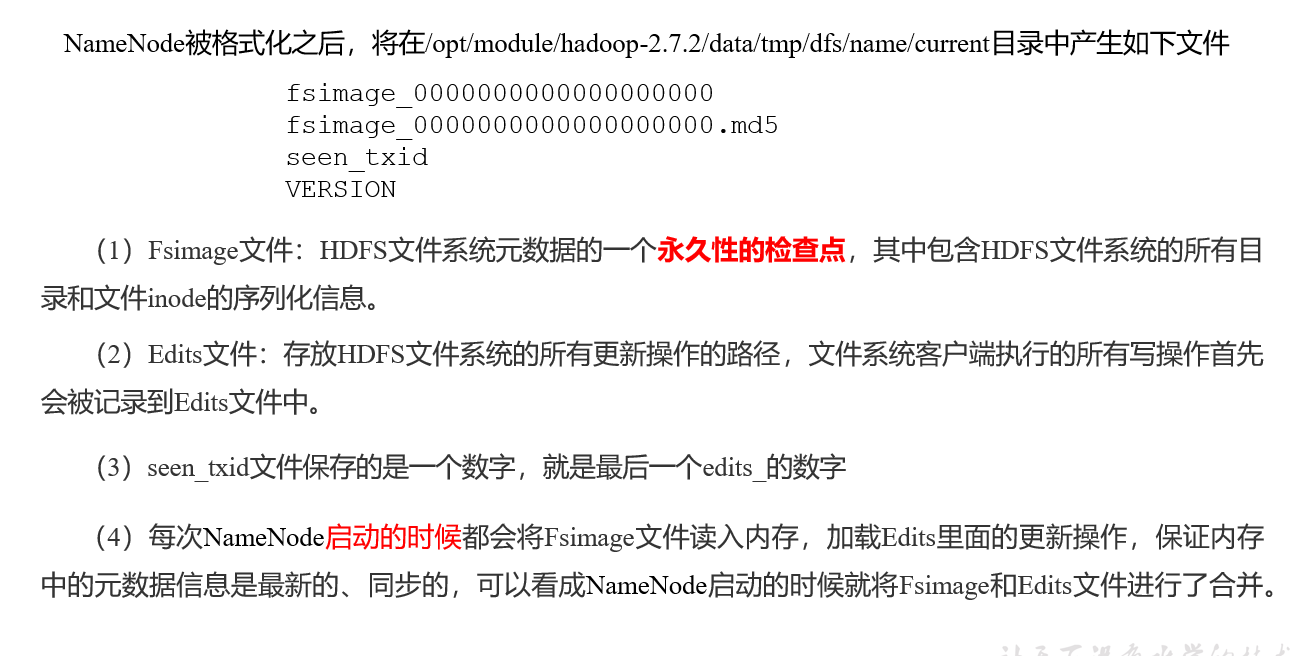 NameNode被格式化之后，将在/opt/module/hadoop-2.7.2/data/tmp/dfs/name/current目录中产生如下文件
fsimage_0000000000000000000
fsimage_0000000000000000000.md5
seen_txid
VERSION
（1）Fsimage文件：HDFS文件系统元数据的一个永久性的检查点，其中包含HDFS文件系统的所有目
录和文件inode的序列化信息。
（2）Edits文件：存放HDFS文件系统的所有更新操作的路径，文件系统客户端执行的所有写操作首先
会被记录到Edits文件中。
（3）seen_txid文件保存的是一个数字，就是最后一个edits_的数字
（4）每次NameNode启动的时候都会将Fsimage文件读入内存，加载Edits里面的更新操作，保证内存
中的元数据信息是最新的、同步的，可以看成NameNode启动的时候就将Fsimage和Edits文件进行了合并。